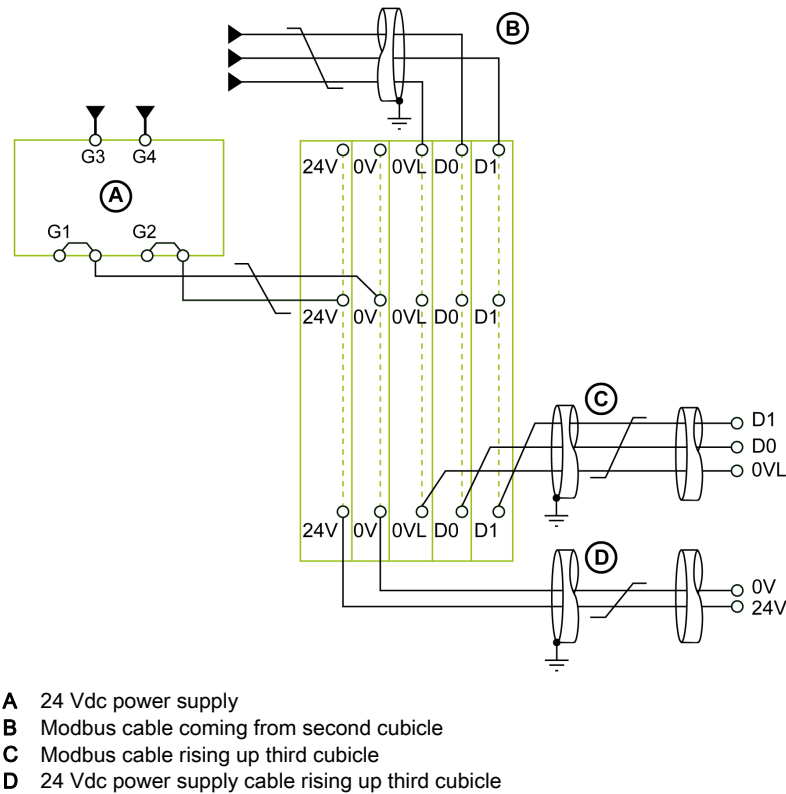 B
G3 G4
A
G1 G2
24V 0V 0VL D0 D1
24V 0V 0VL D0 D1
C
D1
D0
0VL
24V 0V 0VL D0 D1
D
0V
24V
A 24 Vdc power supply
B Modbus cable coming from second cubicle
C Modbus cable rising up third cubicle
D 24 Vdc power supply cable rising up third cubicle